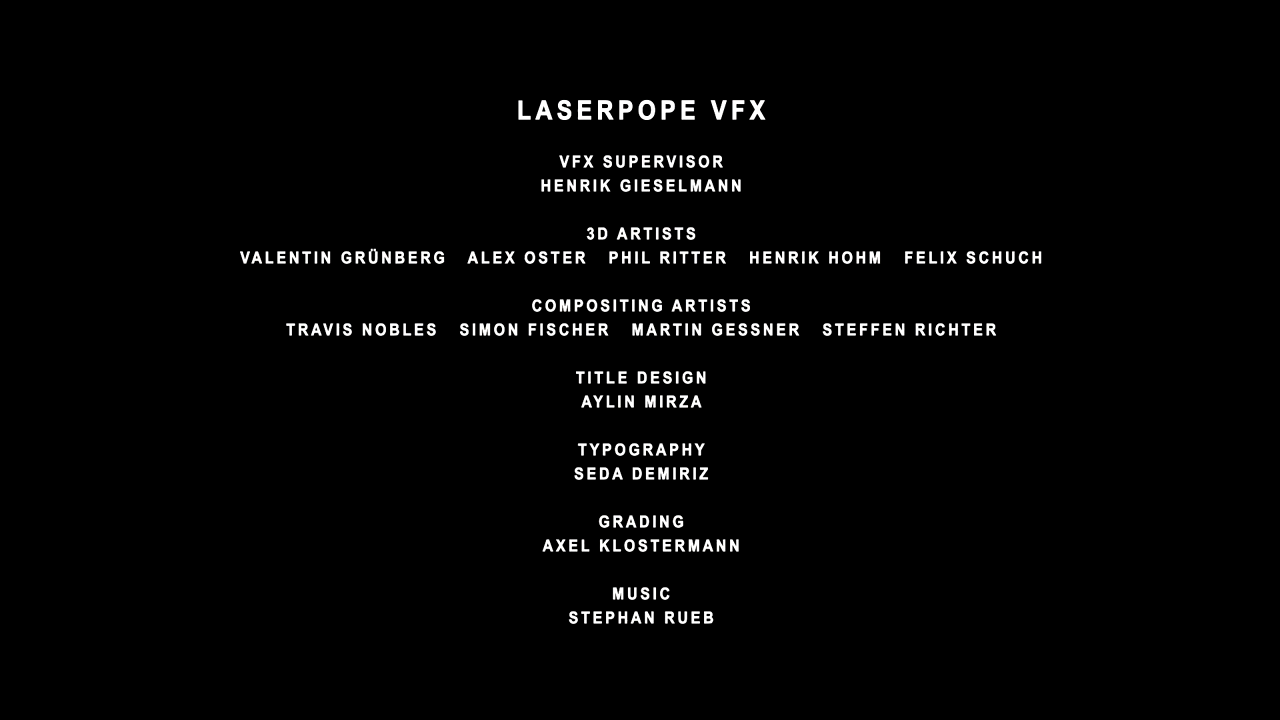 LASERPOPE VFX
VFX SUPERVISOR
HENRIK GIESELMANN
3D ARTISTS
VALENTIN GRÜNBERG ALEX OSTER PHIL RITTER HENRIK HOHM FELIX SCHUCH
COMPOSITING ARTISTS
TRAVIS NOBLES SIMON FISCHER MARTIN GESSNER STEFFEN RICHTER
TITLE DESIGN
AYLIN MIRZA
TYPOGRAPHY
SEDA DEMIRIZ
GRADING
AXEL KLOSTERMANN
MUSIC
STEPHAN RUEB